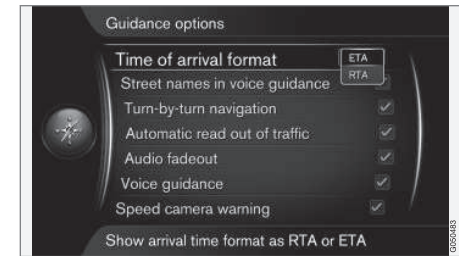 Guidance options
Time of arrival format
ETA
RTA
Street names in voice guidance
Turn-by-turn navigation
Automatic read out of traffic
Audio fadeout
Voice guidance
Speed camera warning
Show arrival time format as RTA or ETA
G050483